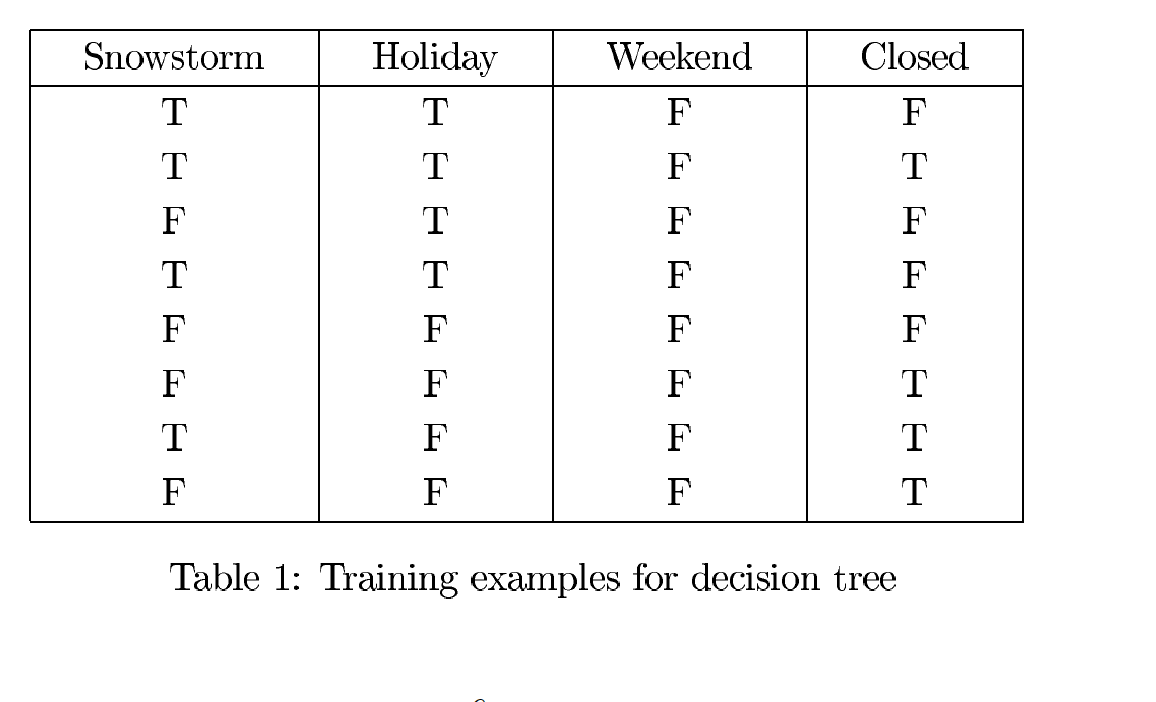 Snowstorm Holiday Weekend Closed
T T F F
T T F T
F T F F
T T F F
F F F F
F F F T
T F F T
F F F T
Table 1: Training examples for decision tree